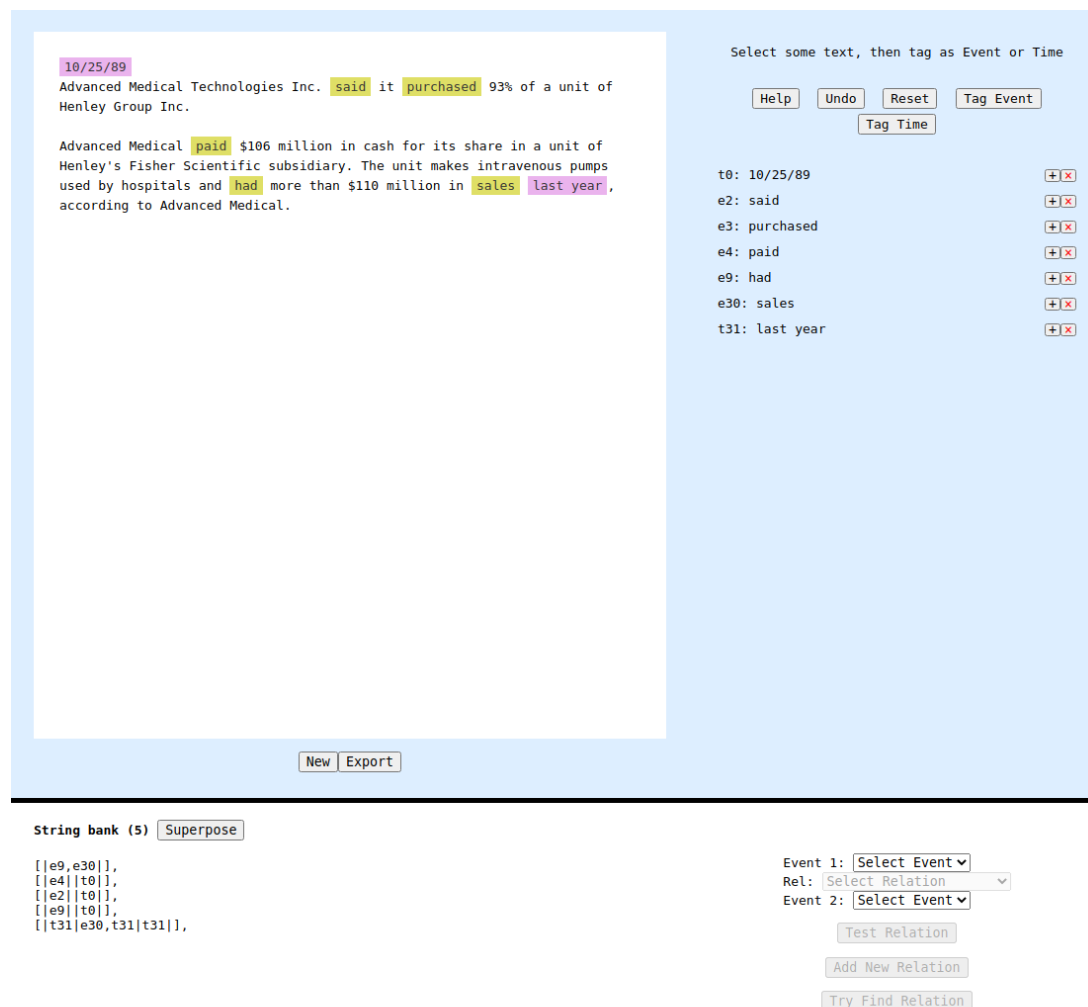 10/25/89
Advanced Medical Technologies Inc. said it purchased 93% of a unit of
Henley Group Inc.
Advanced Medical paid $106 million in cash for its share in a unit of
Henley's Fisher Scientific subsidiary. The unit makes intravenous pumps
used by hospitals and had more than $110 million in sales last year,
according to Advanced Medical.
New Export
Select some text, then tag as Event or Time
Help Undo Reset Tag Event
Tag Time
t0: 10/25/89 + ×
e2: said + ×
e3: purchased + ×
e4: paid + ×
e9: had + ×
e30: sales + ×
t31: last year + ×
String bank (5) Superpose
[|e9,e30|],
[|e4||t0|],
[|e2||t0|],
[|e9||t0|],
[|t31|e30,t31|t31|],
Event 1: Select Event
Rel: Select Relation
Event 2: Select Event
Test Relation
Add New Relation
Try Find Relation